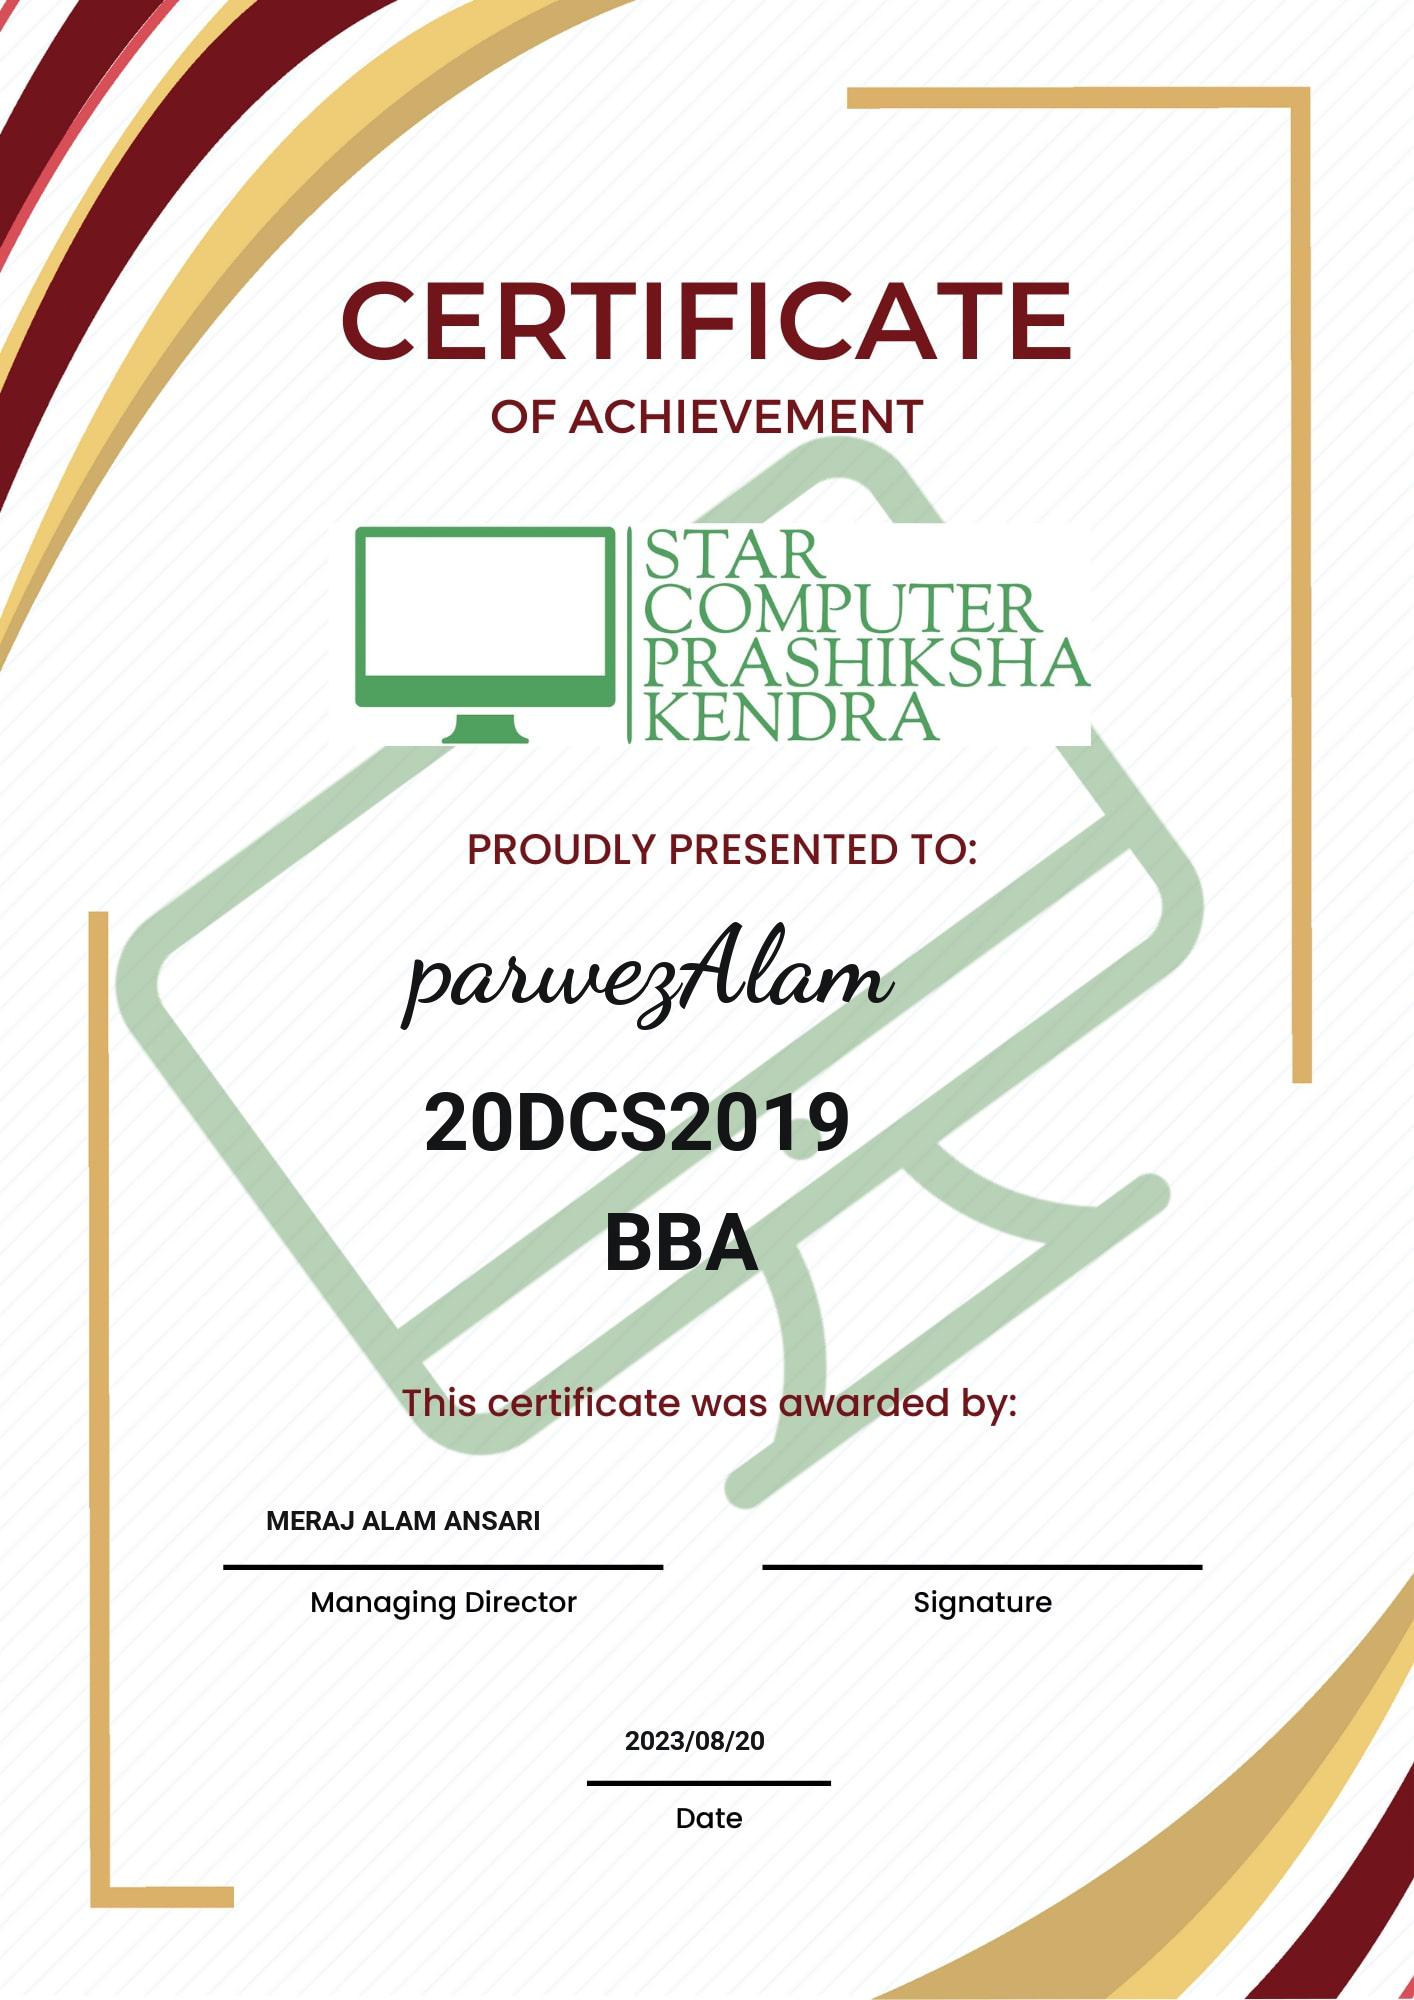 CERTIFICATE
OF ACHIEVEMENT
STAR
COMPUTER
PRASHIKSHA
KENDRA
PROUDLY PRESENTED TO:
parwezAlam
20DCS2019
BBA
This certificate was awarded by:
MERAJ ALAM ANSARI
Managing Director
Signature
2023/08/20
Date